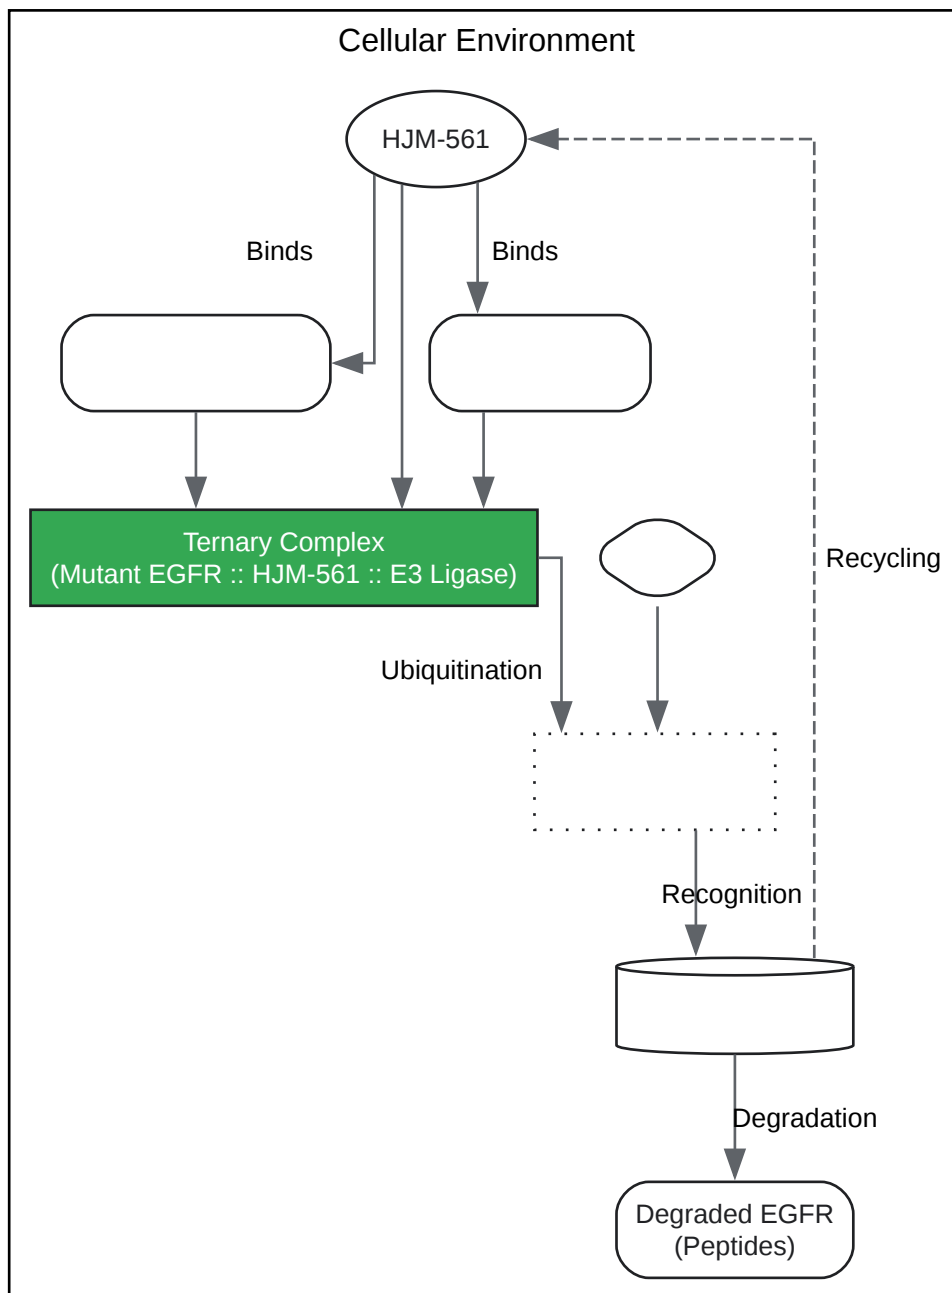 Cellular Environment
HJM-561
Binds
Binds
Ternary Complex
(Mutant EGFR :: HJM-561 :: E3 Ligase)
Recycling
Ubiquitination
Recognition
Degradation
Degraded EGFR
(Peptides)